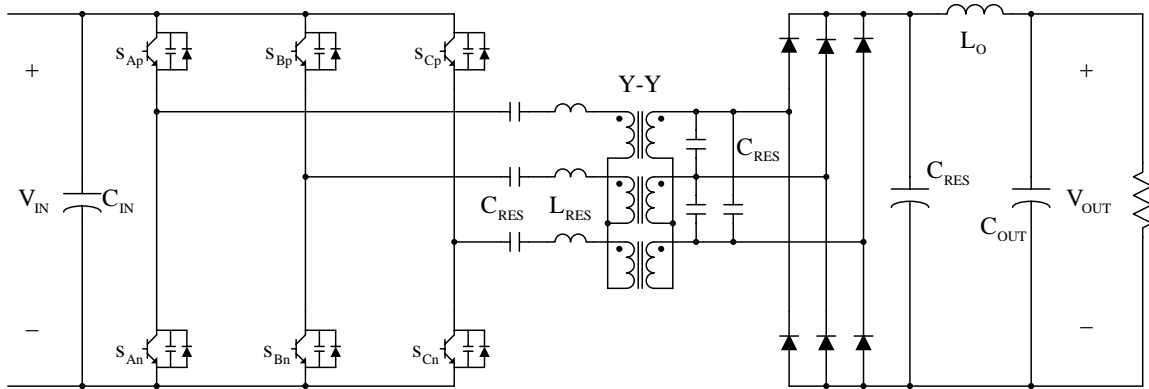 S_Ap
S_Bp
S_Cp
L_O
+
+
Y-Y
C_RES
V_IN
C_IN
C_RES
L_RES
C_RES
C_OUT
V_OUT
–
–
S_An
S_Bn
S_Cn